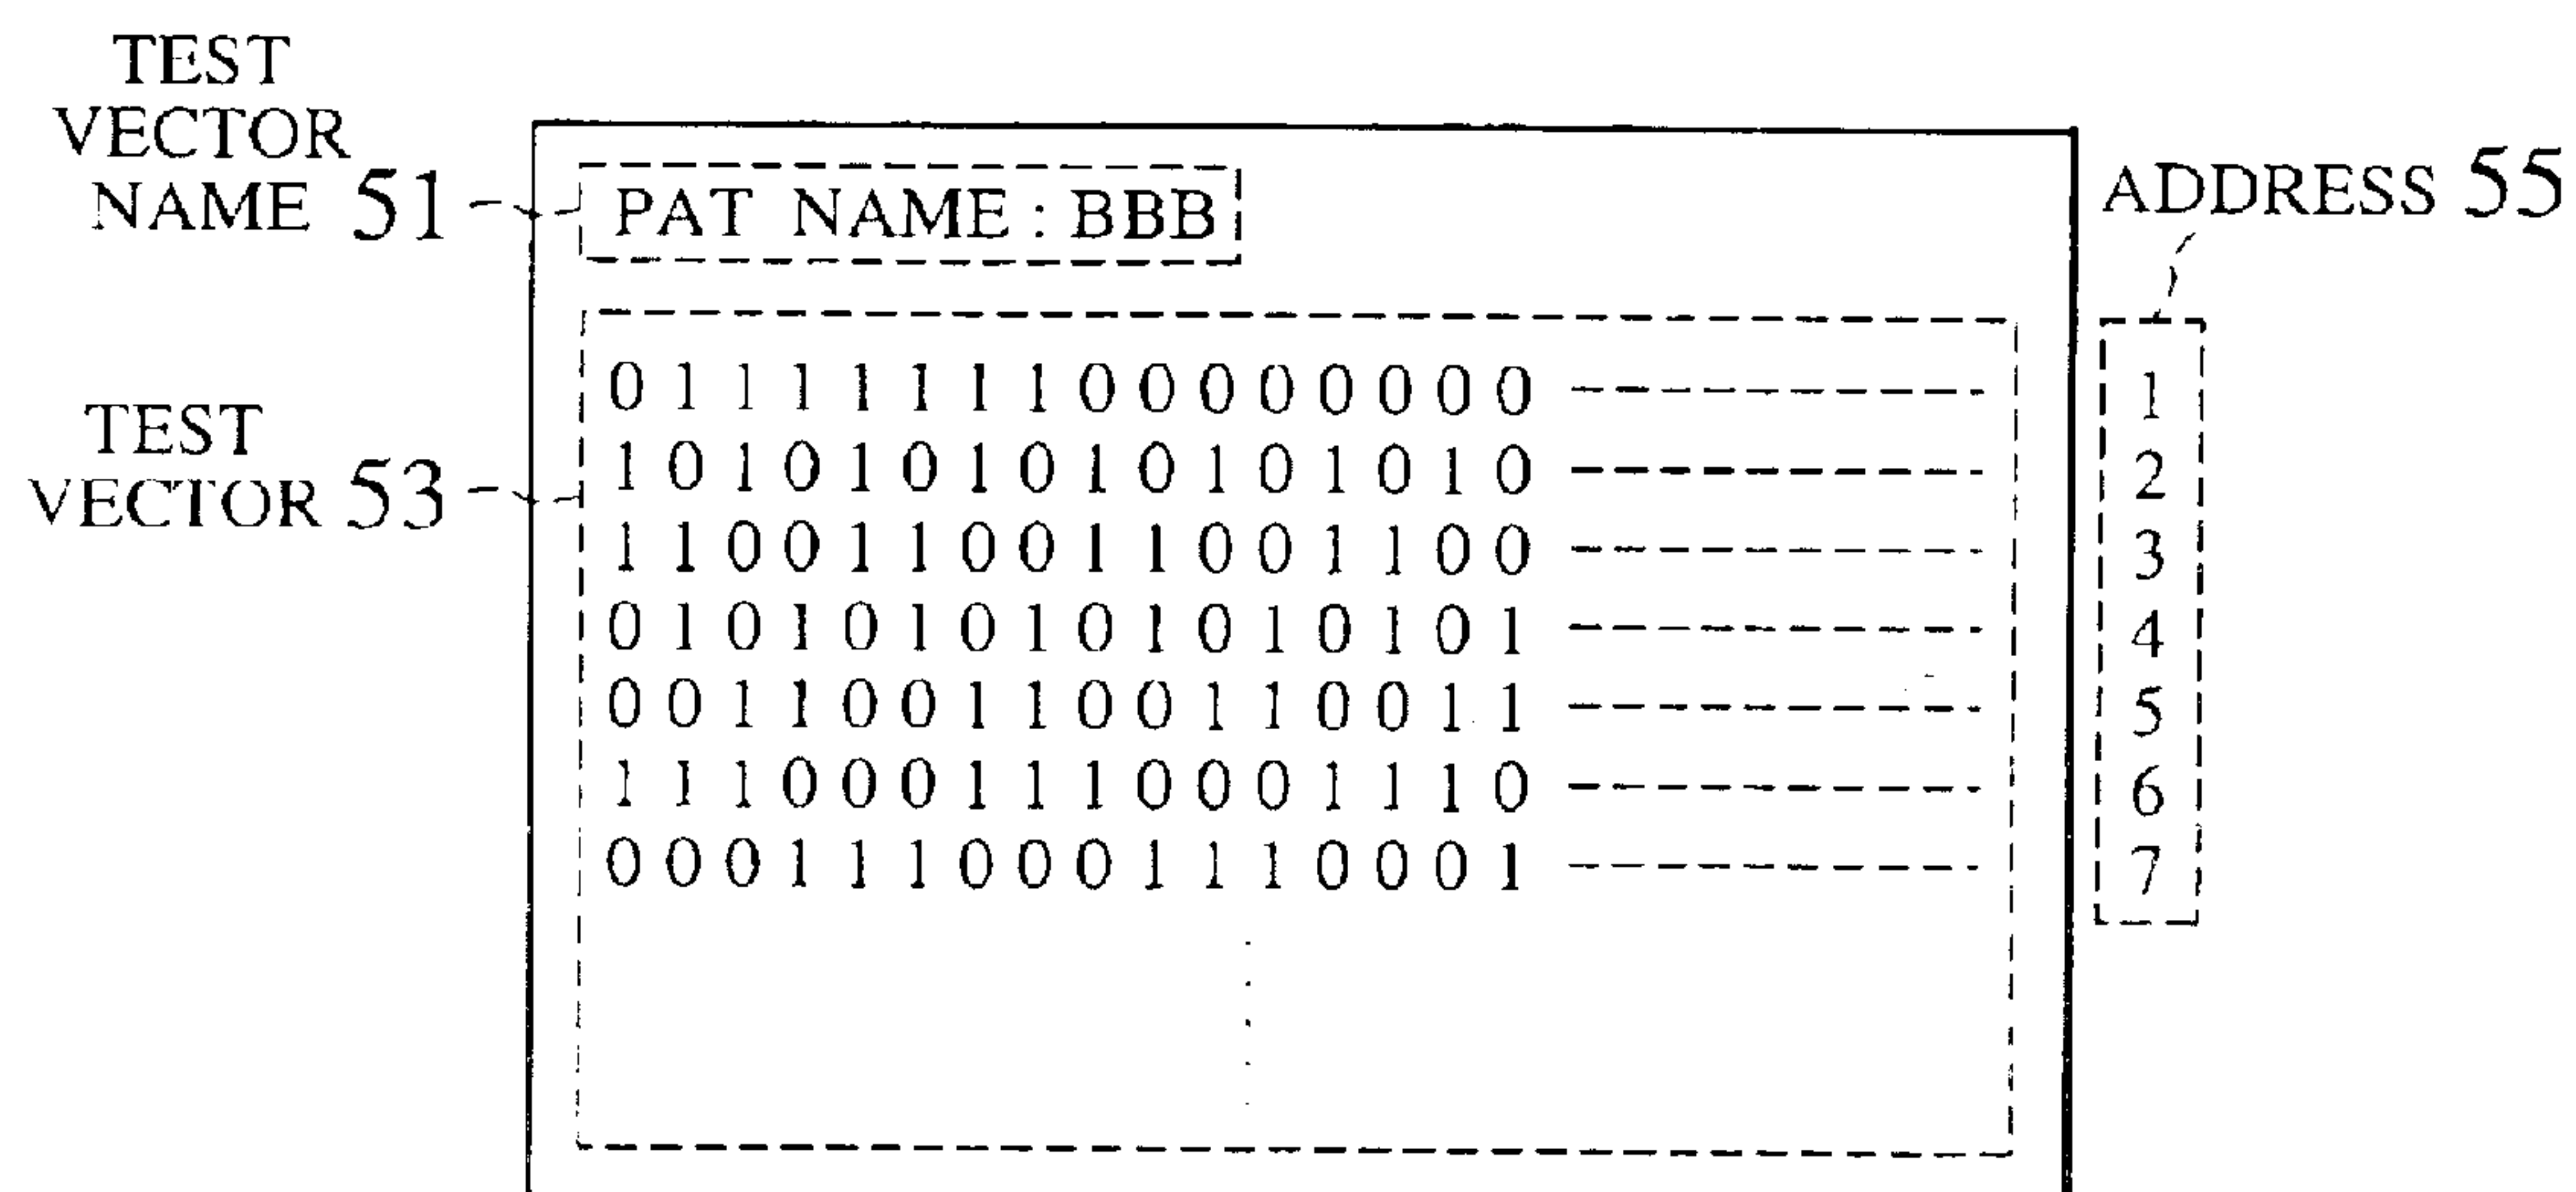 TEST
VECTOR
NAME 51
PAT NAME : BBB
ADDRESS 55
TEST
VECTOR 53
0 1 1 1 1 1 1 1 0 0 0 0 0 0 0 0 1
1 0 1 0 1 0 1 0 1 0 1 0 1 0 1 0 2
1 1 0 0 1 1 0 0 1 1 0 0 1 1 0 0 3
0 1 0 1 0 1 0 1 0 1 0 1 0 1 0 1 4
0 0 1 1 0 0 1 1 0 0 1 1 0 0 1 1 5
1 1 1 0 0 0 1 1 1 0 0 0 1 1 1 0 6
0 0 0 1 1 1 0 0 0 1 1 1 0 0 0 1 7